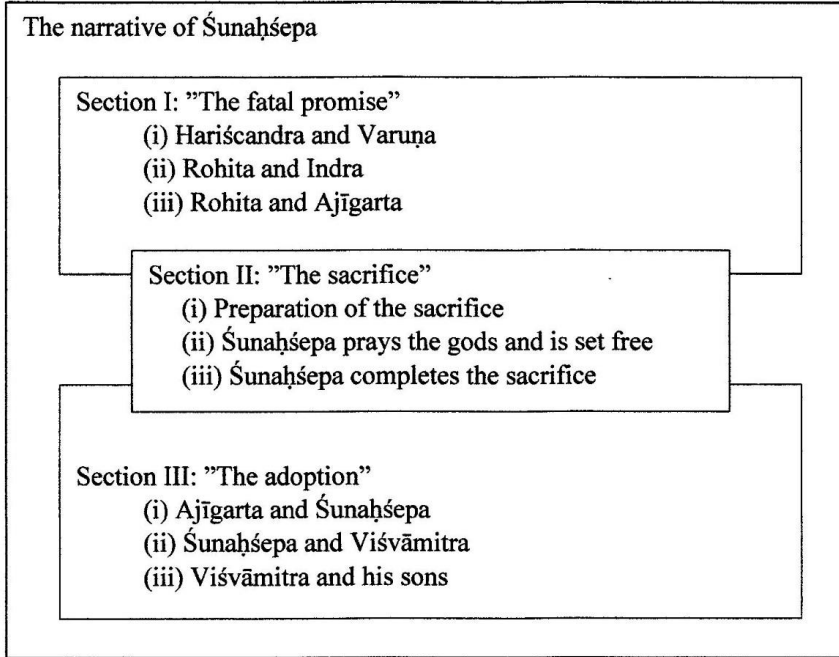 The narrative of Śunaḥśepa
Section I: ”The fatal promise”
(i) Hariścandra and Varuṇa
(ii) Rohita and Indra
(iii) Rohita and Ajīgarta
Section II: ”The sacrifice”
(i) Preparation of the sacrifice
(ii) Śunaḥśepa prays the gods and is set free
(iii) Śunaḥśepa completes the sacrifice
Section III: ”The adoption”
(i) Ajīgarta and Śunaḥśepa
(ii) Śunaḥśepa and Viśvāmitra
(iii) Viśvāmitra and his sons